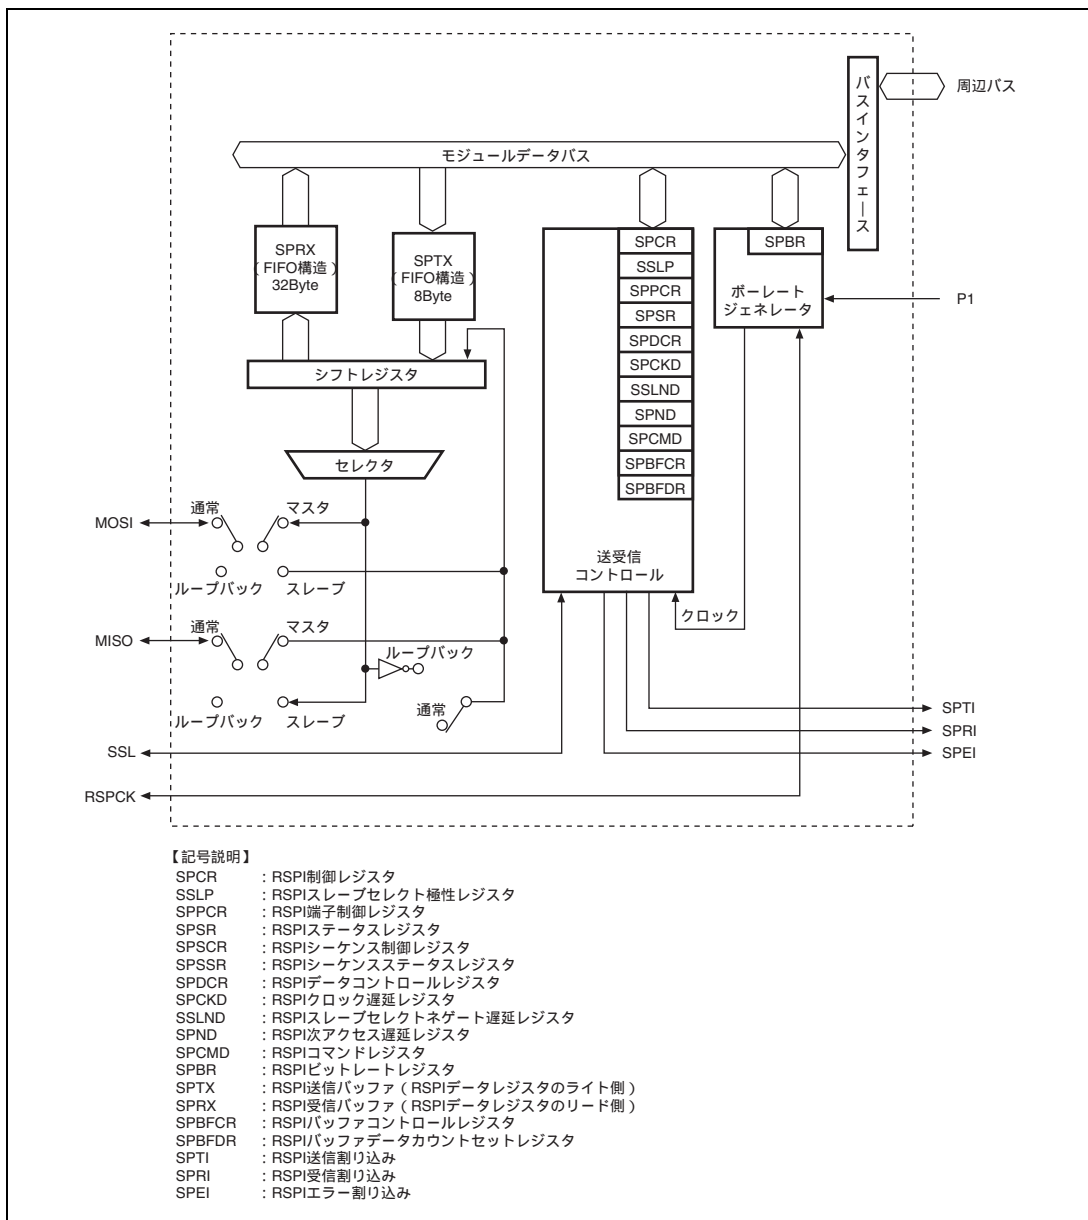 周辺バス
バスインタフェース
モジュールデータバス
SPRX
(FIFO構造)
32Byte
SPTX
(FIFO構造)
8Byte
SPCR
SSLP
SPPCR
SPSR
SPDCR
SPCKD
SSLND
SPND
SPCMD
SPBFCR
SPBFDR
SPBR
ボーレート
ジェネレータ
P1
シフトレジスタ
セレクタ
送受信
コントロール
クロック
MOSI
通常
マスタ
ループバック
スレーブ
MISO
通常
マスタ
ループバック
ループバック
スレーブ
通常
SSL
RSPCK
SPTI
SPRI
SPEI
【記号説明】
SPCR :RSPI制御レジスタ
SSLP :RSPIスレーブセレクト極性レジスタ
SPPCR :RSPI端子制御レジスタ
SPSR :RSPIステータスレジスタ
SPSCR :RSPIシーケンス制御レジスタ
SPSSR :RSPIシーケンスステータスレジスタ
SPDCR :RSPIデータコントロールレジスタ
SPCKD :RSPIクロック遅延レジスタ
SSLND :RSPIスレーブセレクトネゲート遅延レジスタ
SPND :RSPI次アクセス遅延レジスタ
SPCMD :RSPIコマンドレジスタ
SPBR :RSPIビットレートレジスタ
SPTX :RSPI送信バッファ(RSPIデータレジスタのライト側)
SPRX :RSPI受信バッファ(RSPIデータレジスタのリード側)
SPBFCR :RSPIバッファコントロールレジスタ
SPBFDR :RSPIバッファデータカウントセットレジスタ
SPTI :RSPI送信割り込み
SPRI :RSPI受信割り込み
SPEI :RSPIエラー割り込み